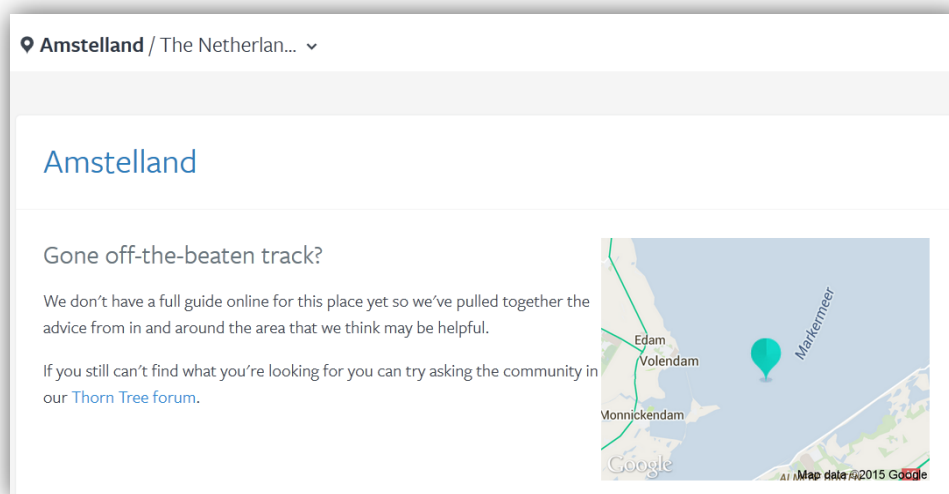 Amstelland / The Netherlan...
Amstelland
Gone off-the-beaten track?
We don't have a full guide online for this place yet so we've pulled together the
advice from in and around the area that we think may be helpful.
If you still can't find what you're looking for you can try asking the community in
our Thorn Tree forum.
Markermeer
Edam
Volendam
Monnickendam
Google
Map data ©2015 Google